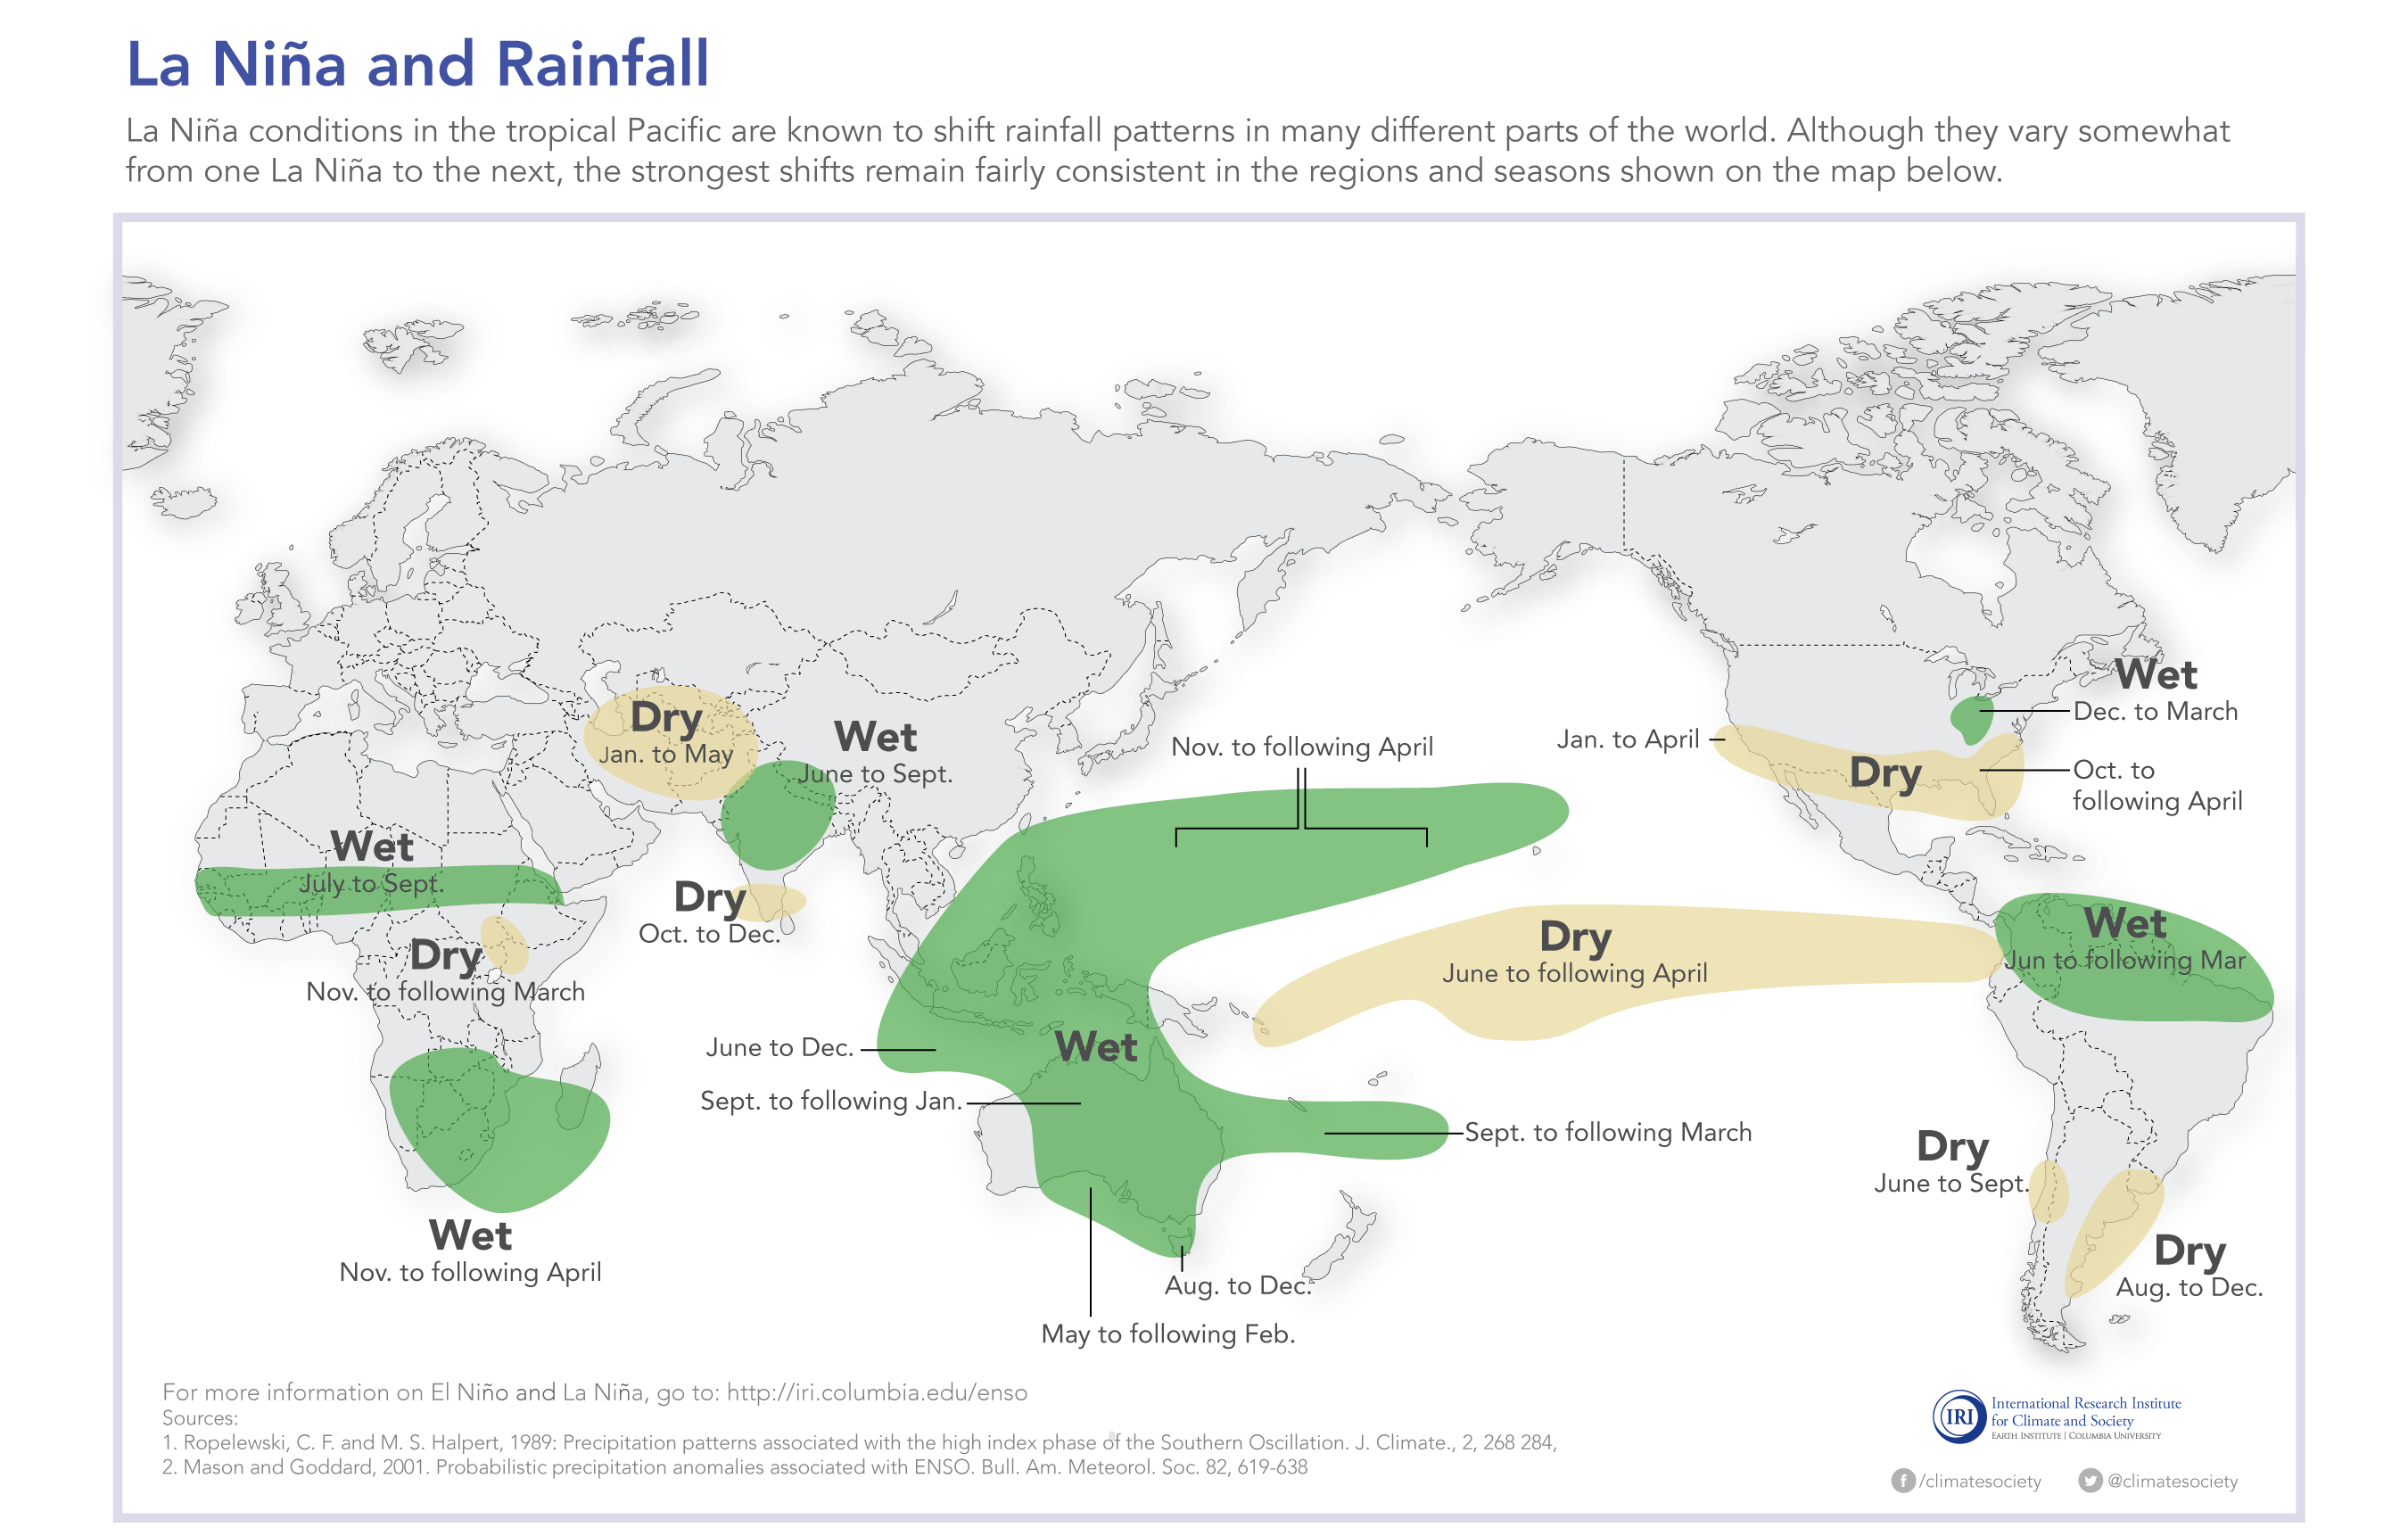 La Niña and Rainfall
La Niña conditions in the tropical Pacific are known to shift rainfall patterns in many different parts of the world. Although they vary somewhat
from one La Niña to the next, the strongest shifts remain fairly consistent in the regions and seasons shown on the map below.
Wet
Dec. to March
Dry
Jan. to May
Wet
June to Sept.
Nov. to following April
Jan. to April
Dry
Oct. to
following April
Wet
July to Sept.
Dry
Oct. to Dec.
Dry
Nov. to following March
Dry
June to following April
Wet
Jun to following Mar
June to Dec.
Wet
Sept. to following Jan.
Sept. to following March
Dry
June to Sept.
Wet
Nov. to following April
Dry
Aug. to Dec.
Aug. to Dec.
May to following Feb.
For more information on El Niño and La Niña, go to: http://iri.columbia.edu/enso
Sources:
1. Ropelewski, C. F. and M. S. Halpert, 1989: Precipitation patterns associated with the high index phase of the Southern Oscillation. J. Climate., 2, 268 284,
2. Mason and Goddard, 2001. Probabilistic precipitation anomalies associated with ENSO. Bull. Am. Meteorol. Soc. 82, 619-638
IRI
International Research Institute
for Climate and Society
EARTH INSTITUTE | COLUMBIA UNIVERSITY
/climatesociety
@climatesociety